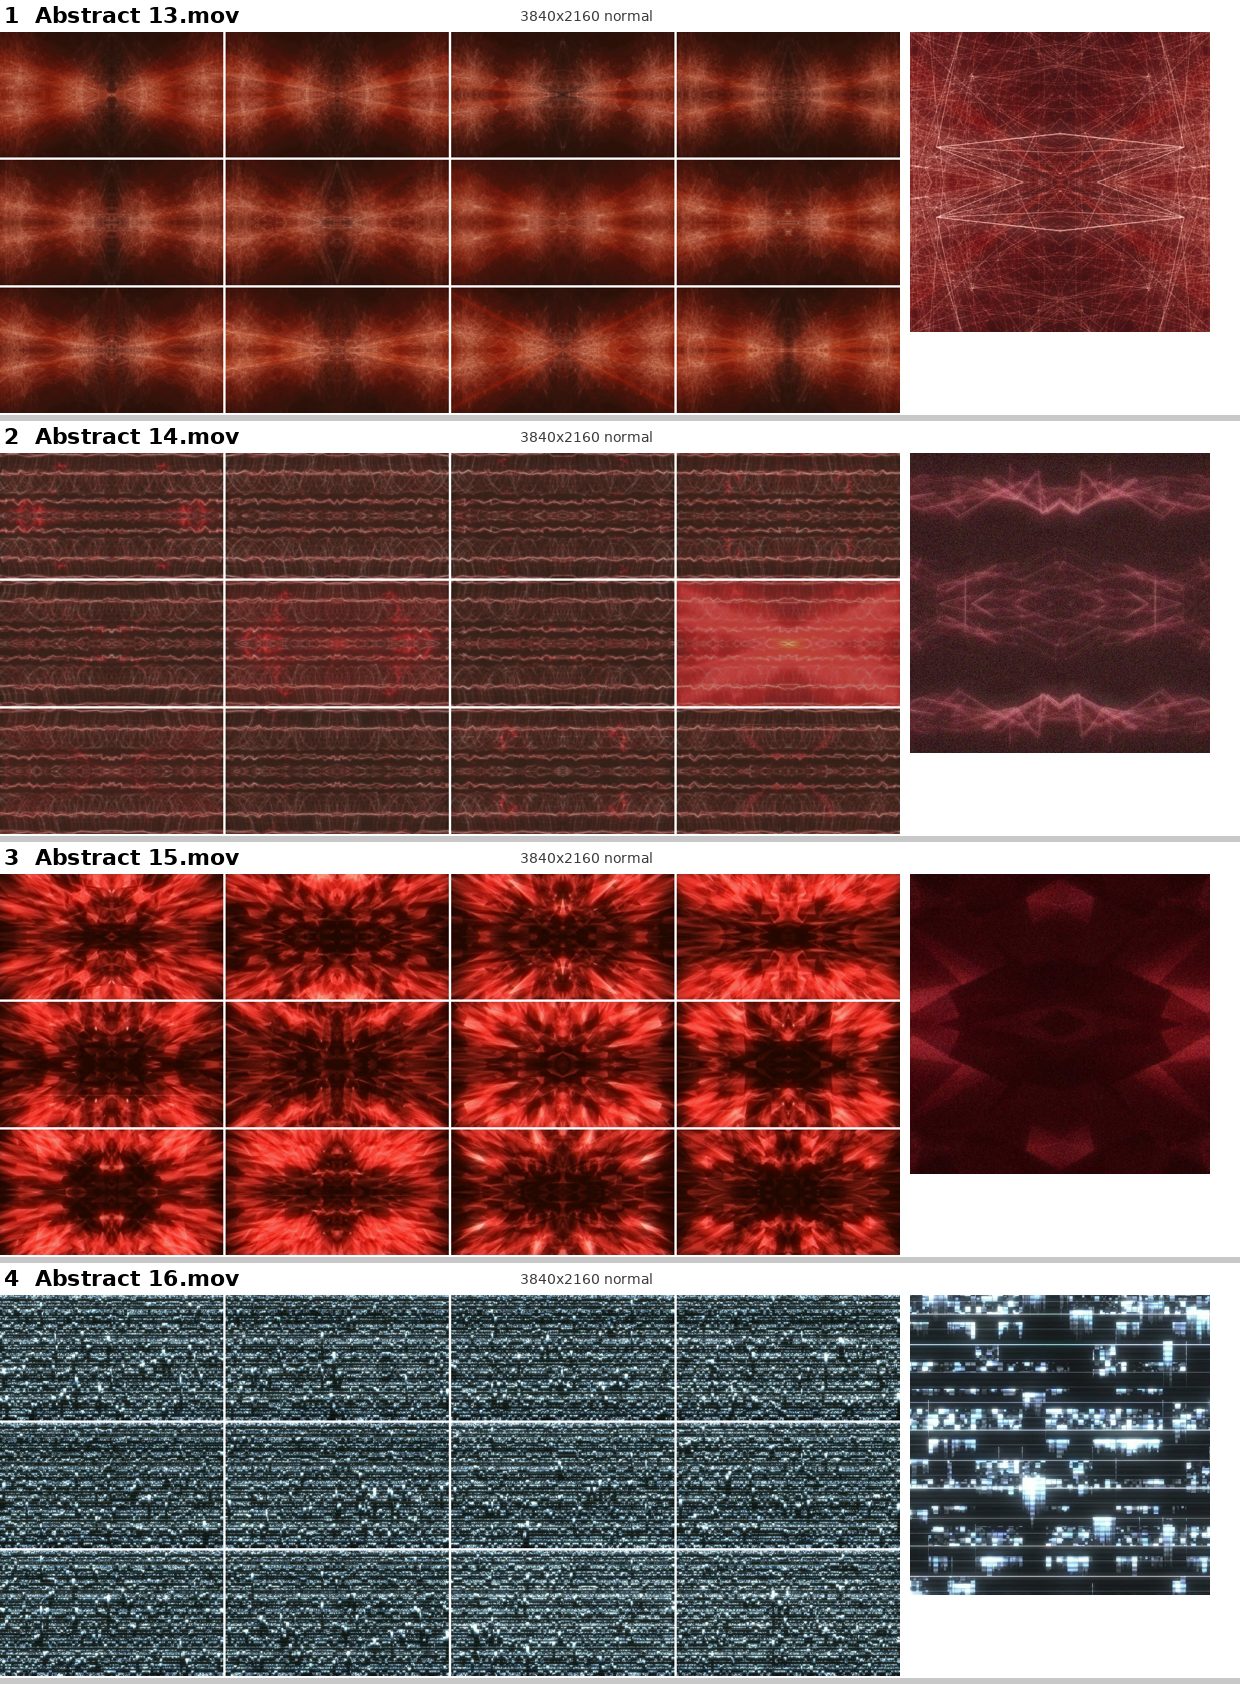 1 Abstract 13.mov 3840x2160 normal
2 Abstract 14.mov 3840x2160 normal
3 Abstract 15.mov 3840x2160 normal
4 Abstract 16.mov 3840x2160 normal